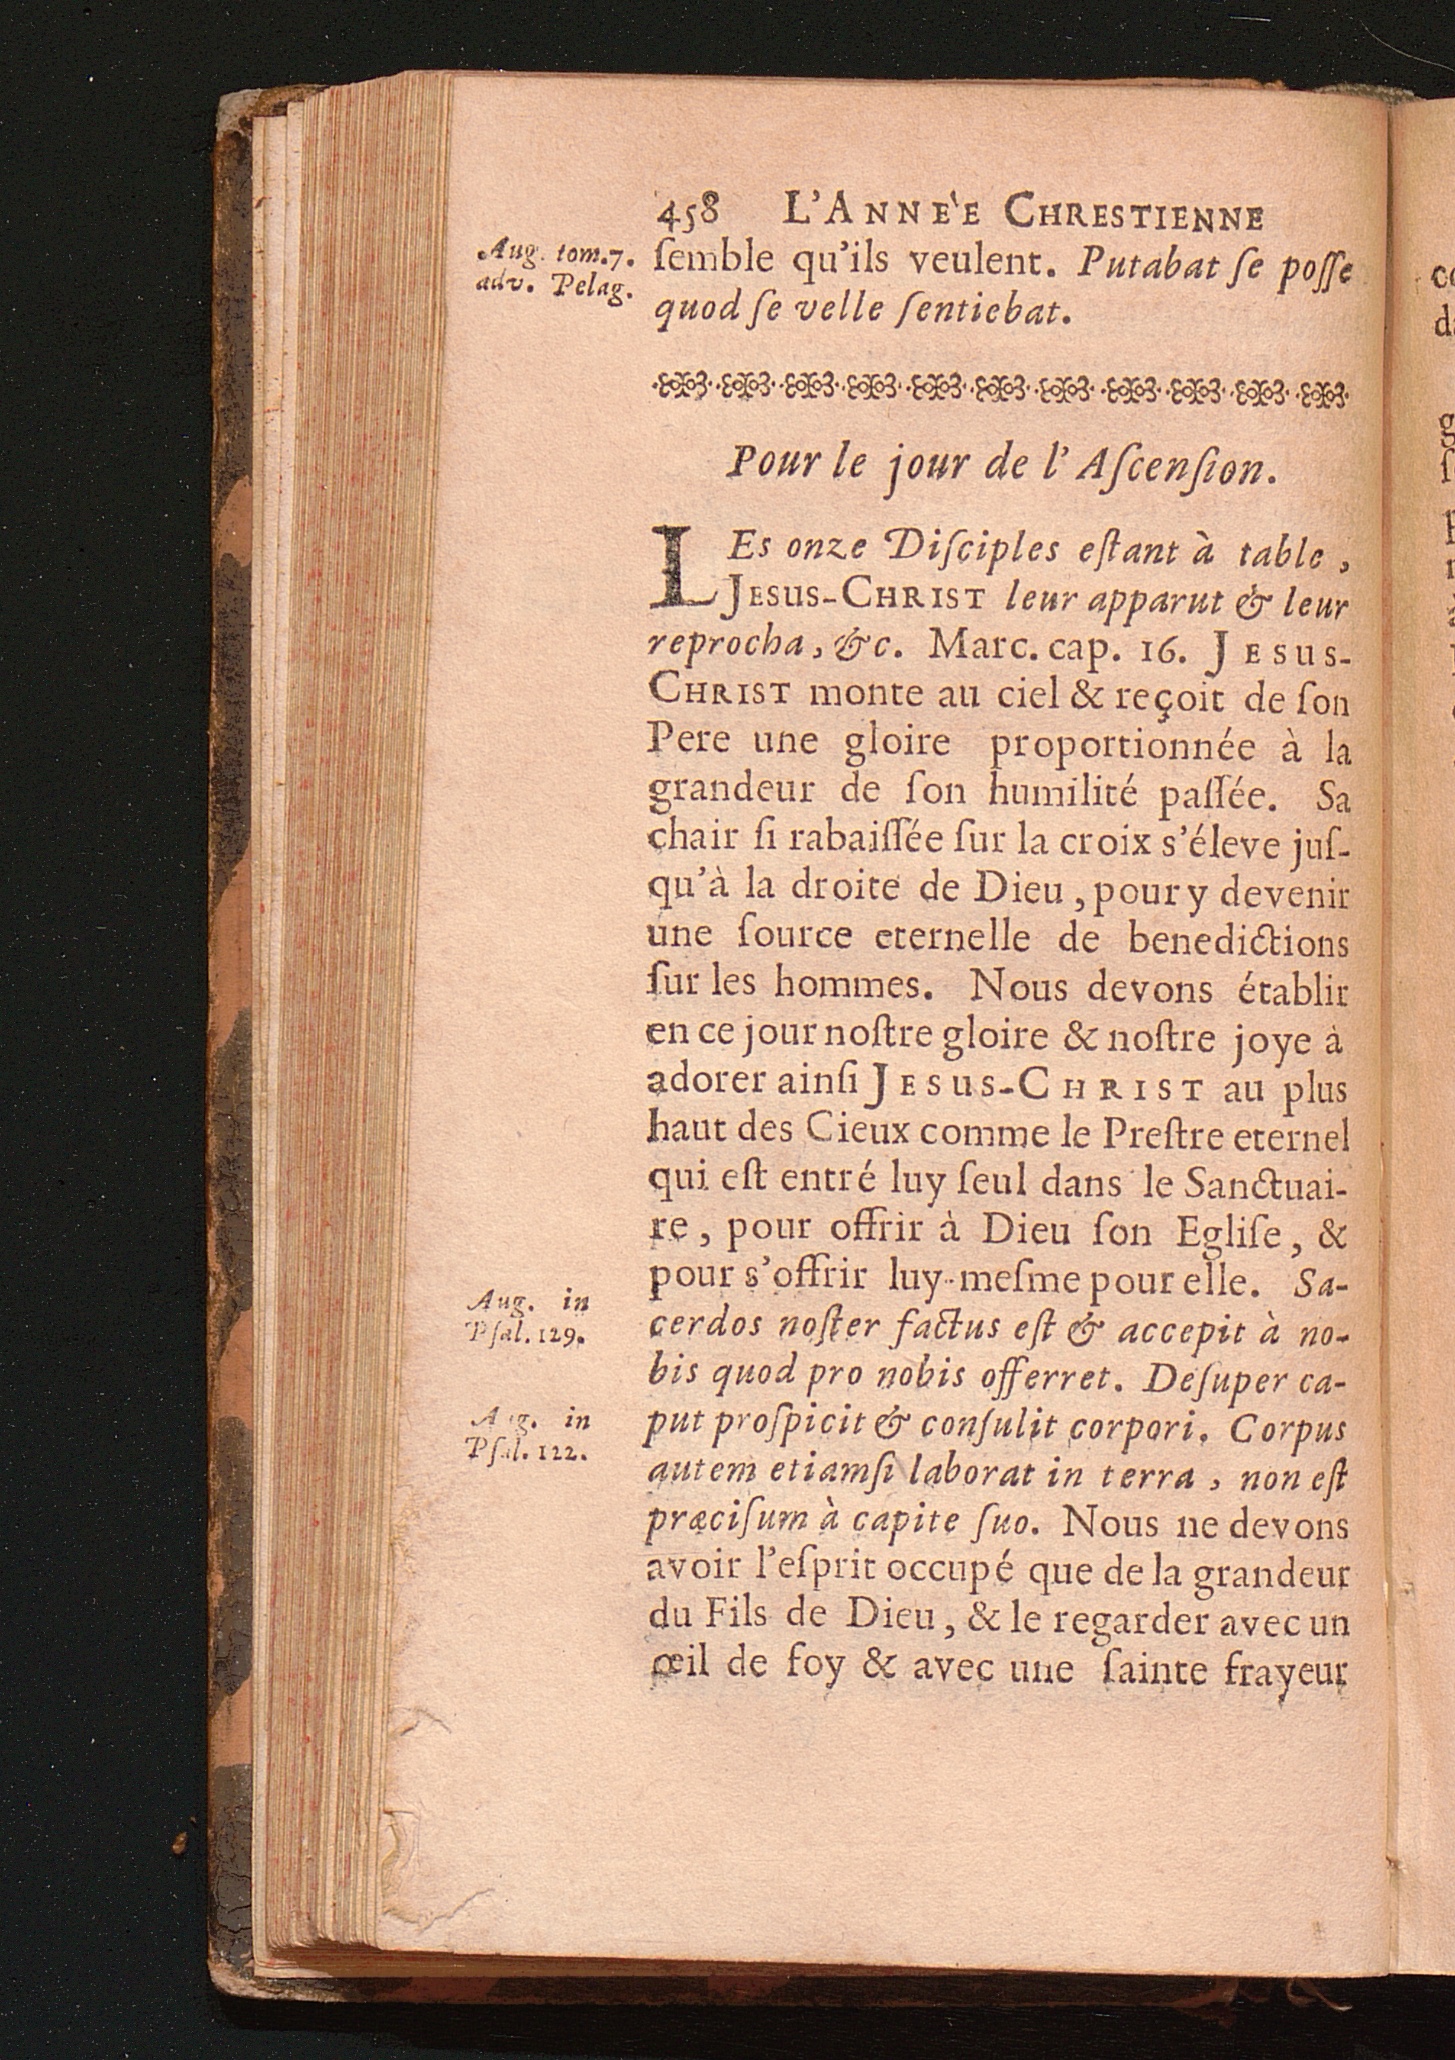 458 L'ANNE'E CHRESTIENNE
Aug. tom.7.
adv. Pelag.
ſemble qu'ils veulent. Putabat ſe poſſe
quod ſe velle ſentiebat.
Pour le jour de l'Aſcenſion.
LEs onze Diſciples eſtant à table,
JESUS-CHRIST leur apparut & leur
reprocha, &c. Marc. cap. 16. JESUS-
CHRIST monte au ciel & reçoit de ſon
Pere une gloire proportionnée à la
grandeur de ſon humilité paſſée. Sa
chair ſi rabaiſſée ſur la croix s'éleve juſ-
qu'à la droite de Dieu, pour y devenir
une ſource eternelle de benedictions
ſur les hommes. Nous devons établir
en ce jour noſtre gloire & noſtre joye à
adorer ainſi JESUS-CHRIST au plus
haut des Cieux comme le Preſtre eternel
qui eſt entré luy ſeul dans le Sanctuai-
re, pour offrir à Dieu ſon Egliſe, &
pour s'offrir luy-meſme pour elle. Sa-
Aug. in
Pſal. 129.
cerdos noſter factus eſt & accepit à no-
bis quod pro nobis offerret. Deſuper ca-
Aug. in
Pſal. 122.
put proſpicit & conſulit corpori. Corpus
autem etiamſi laborat in terra, non eſt
præciſum à capite ſuo. Nous ne devons
avoir l'eſprit occupé que de la grandeur
du Fils de Dieu, & le regarder avec un
œil de foy & avec une ſainte frayeur